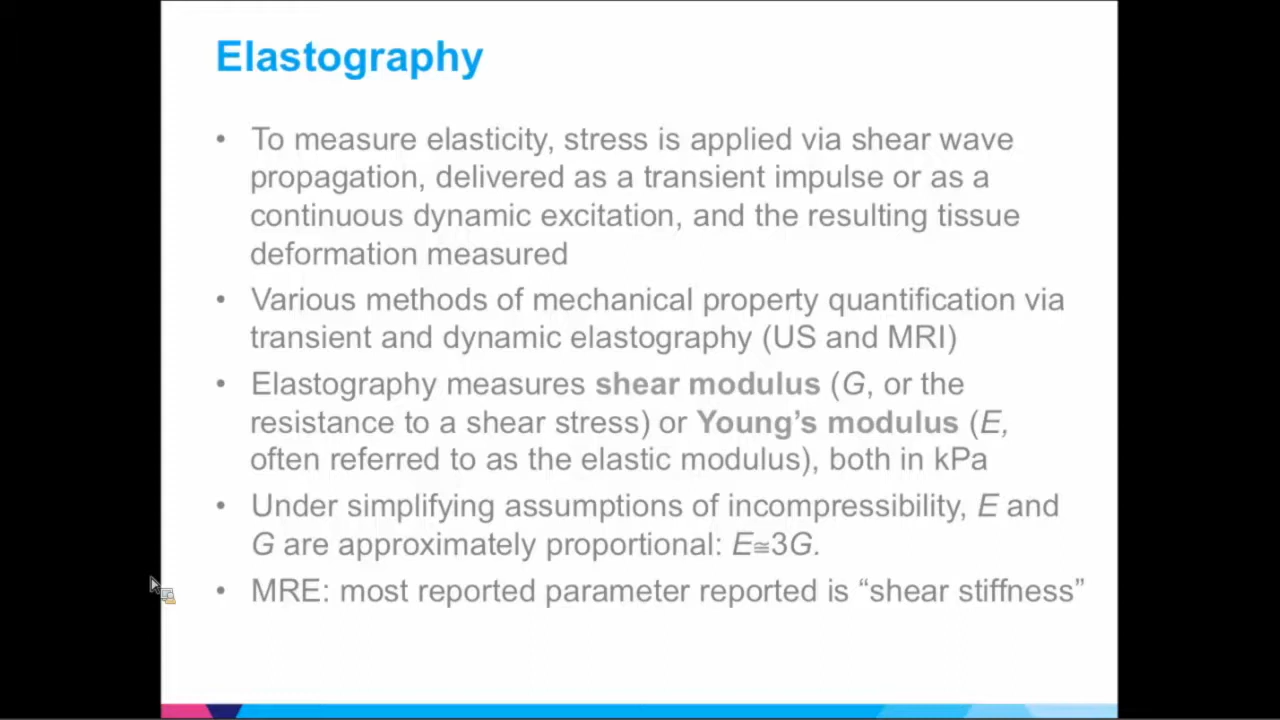 Elastography
• To measure elasticity, stress is applied via shear wave
propagation, delivered as a transient impulse or as a
continuous dynamic excitation, and the resulting tissue
deformation measured
• Various methods of mechanical property quantification via
transient and dynamic elastography (US and MRI)
• Elastography measures shear modulus (G, or the
resistance to a shear stress) or Young’s modulus (E,
often referred to as the elastic modulus), both in kPa
• Under simplifying assumptions of incompressibility, E and
G are approximately proportional: E≅3G.
• MRE: most reported parameter reported is “shear stiffness”